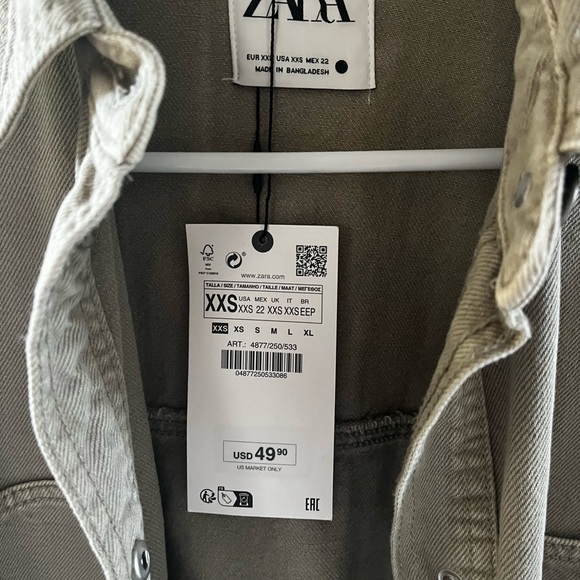 ZARA
EUR XXS USA XXS MEX 22
MADE IN BANGLADESH
FSC
www.zara.com
TALLA / SIZE / TAMANHO / TAILLE / MAAT / ΜΕΓΕΘΟΣ
USA MEX UK IT BR
XXS XXS 22 XXS XXS EEP
XXS XS S M L XL
ART.: 4877/250/533
04877250533086
USD 49.90
US MARKET ONLY
EAC